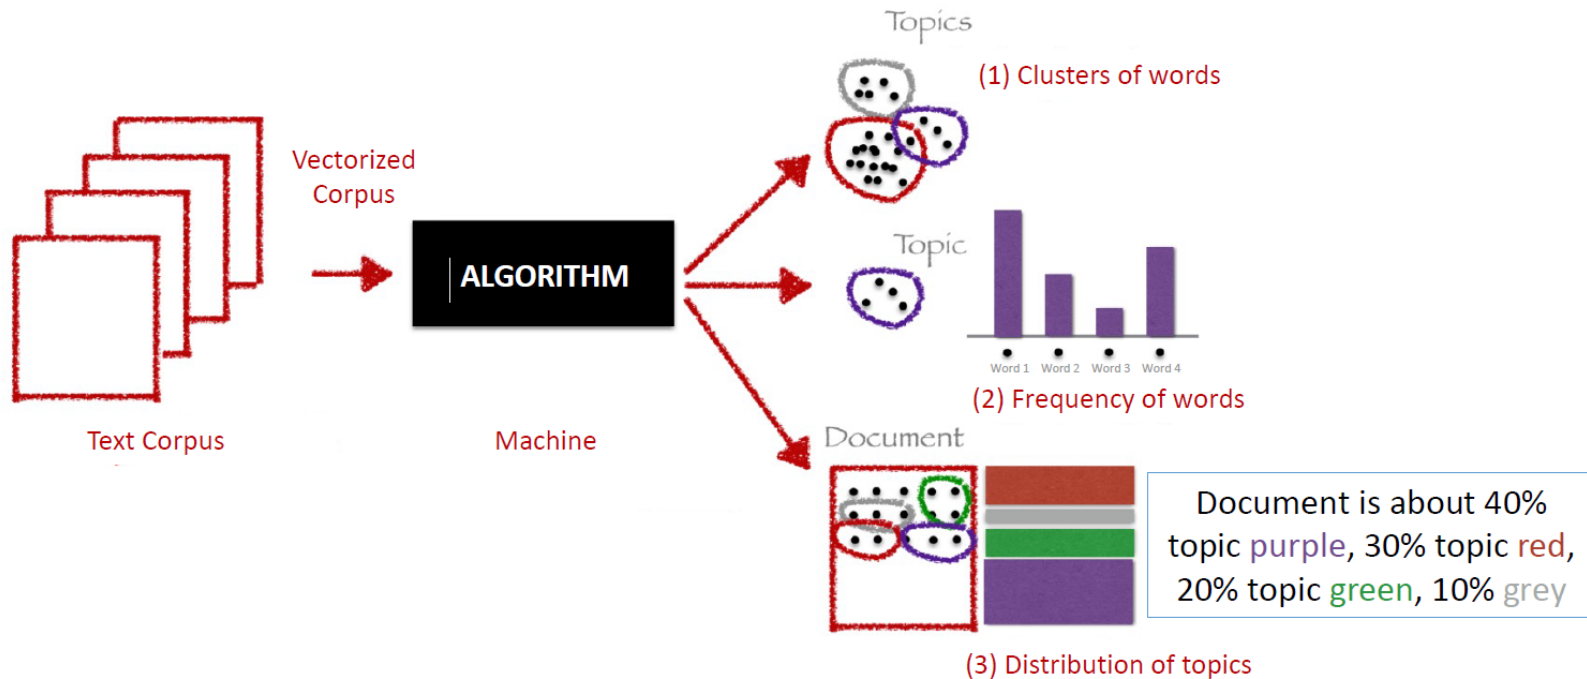 Topics
(1) Clusters of words
Vectorized
Corpus
ALGORITHM
Topic
Word 1 Word 2 Word 3 Word 4
(2) Frequency of words
Text Corpus
Machine
Document
Document is about 40%
topic purple, 30% topic red,
20% topic green, 10% grey
(3) Distribution of topics